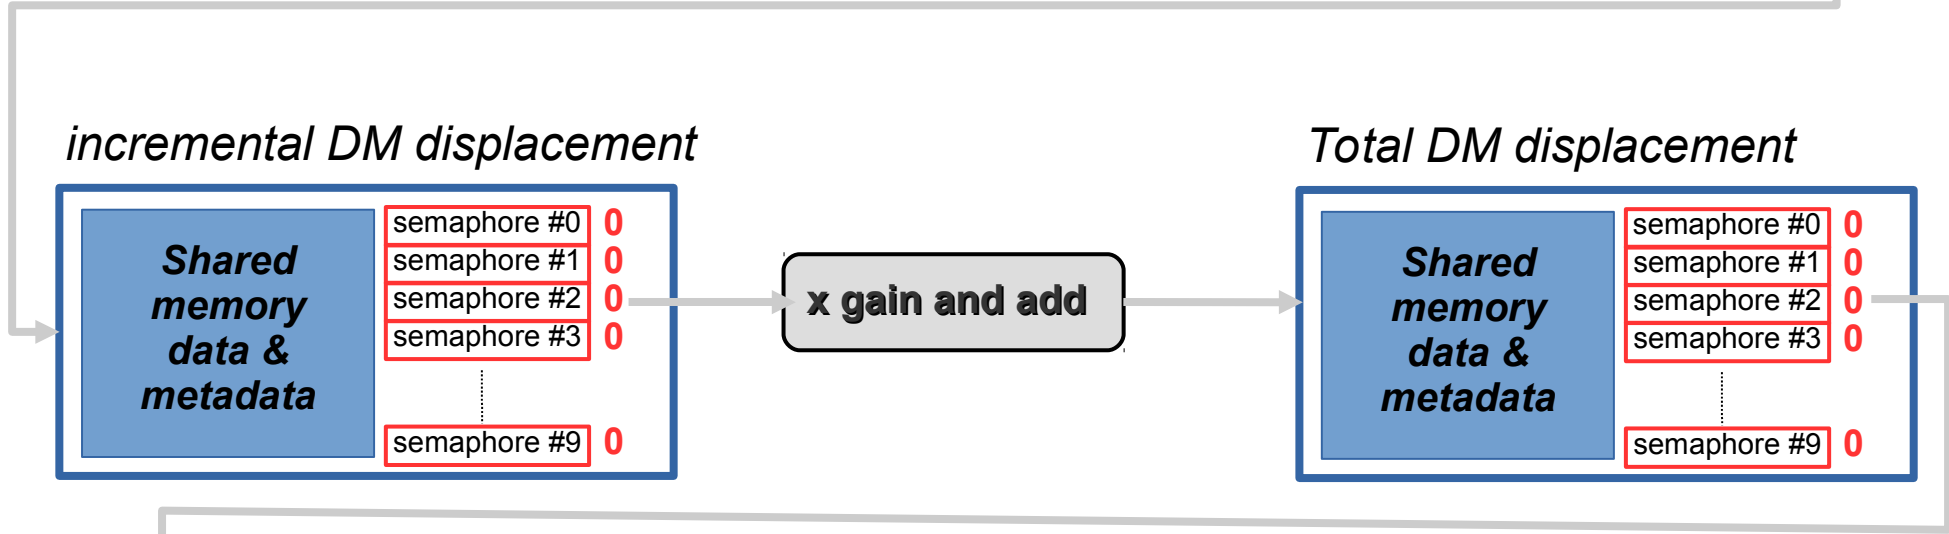 incremental DM displacement
Shared
memory
data &
metadata
semaphore #0 0
semaphore #1 0
semaphore #2 0
semaphore #3 0
semaphore #9 0
x gain and add
Total DM displacement
Shared
memory
data &
metadata
semaphore #0 0
semaphore #1 0
semaphore #2 0
semaphore #3 0
semaphore #9 0